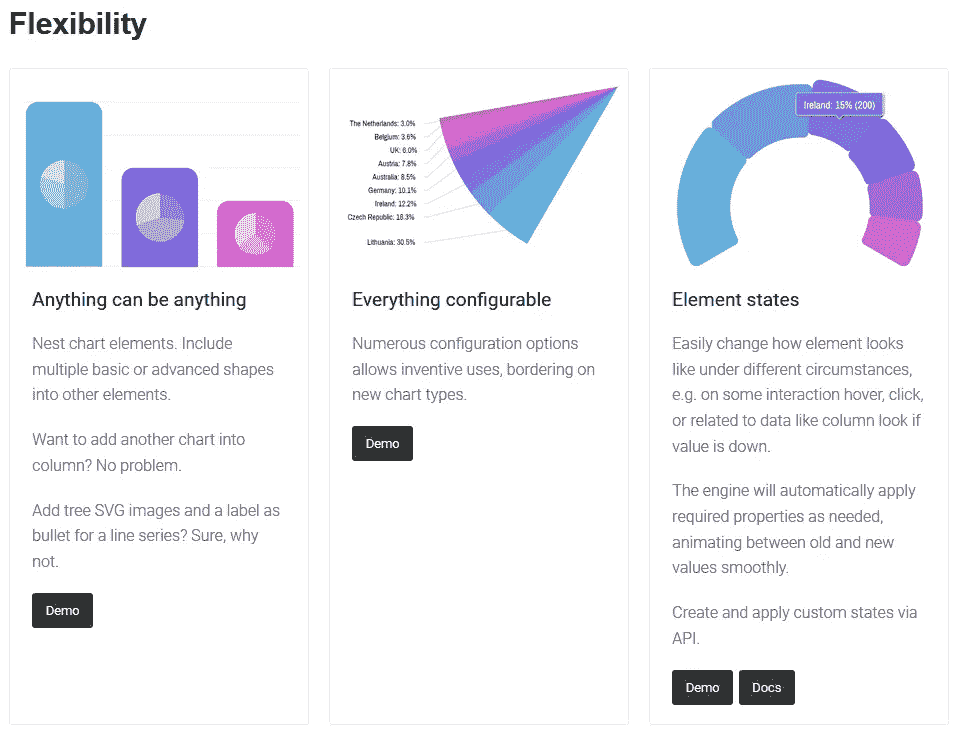 Flexibility
Anything can be anything
Nest chart elements. Include
multiple basic or advanced shapes
into other elements.
Want to add another chart into
column? No problem.
Add tree SVG images and a label as
bullet for a line series? Sure, why
not.
Demo
The Netherlands: 3.0%
Belgium: 3.6%
UK: 6.0%
Austria: 7.8%
Australia: 8.5%
Germany: 10.1%
Ireland: 12.2%
Czech Republic: 18.3%
Lithuania: 30.5%
Everything configurable
Numerous configuration options
allows inventive uses, bordering on
new chart types.
Demo
Ireland: 15% (200)
Element states
Easily change how element looks
like under different circumstances,
e.g. on some interaction hover, click,
or related to data like column look if
value is down.
The engine will automatically apply
required properties as needed,
animating between old and new
values smoothly.
Create and apply custom states via
API.
Demo
Docs